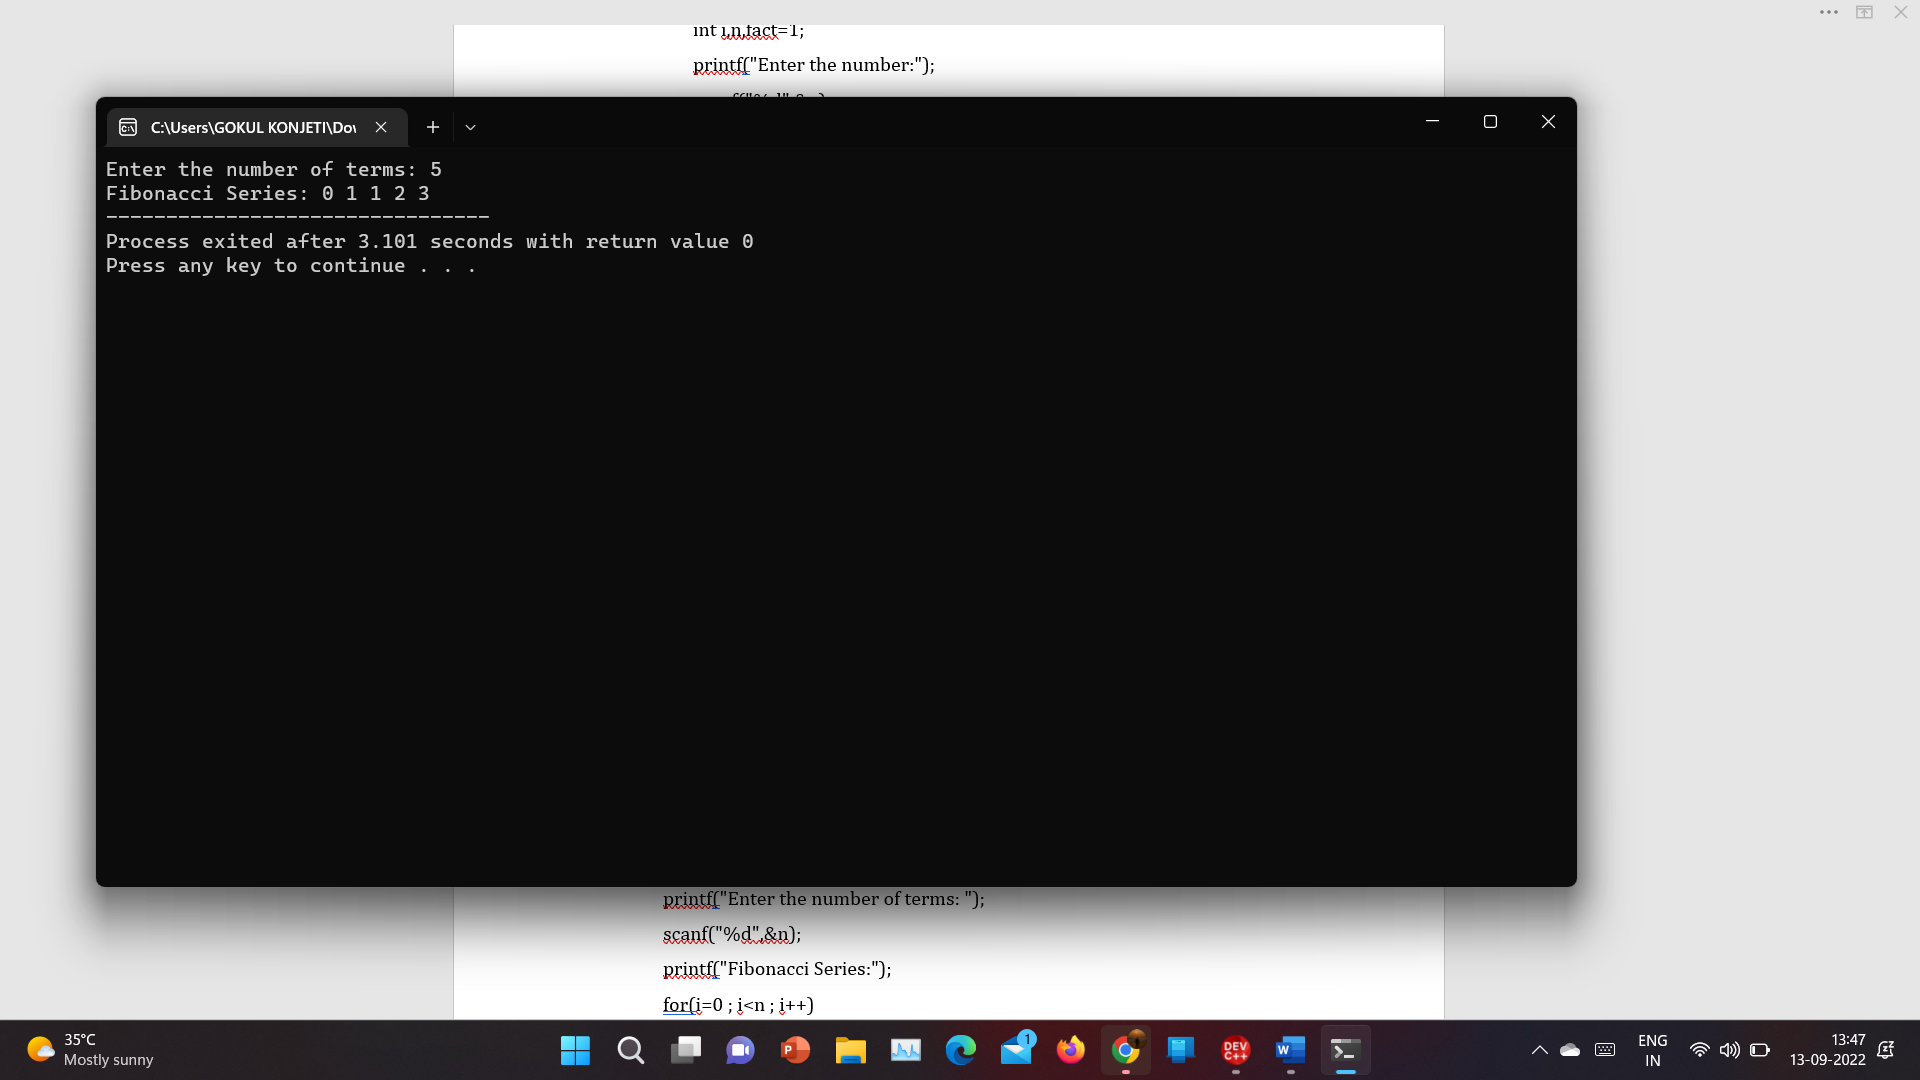 int i,n,fact=1;
printf("Enter the number:");
C:\Users\GOKUL KONJETI\Do
Enter the number of terms: 5
Fibonacci Series: 0 1 1 2 3
--------------------------------
Process exited after 3.101 seconds with return value 0
Press any key to continue . . .
printf("Enter the number of terms: ");
scanf("%d",&n);
printf("Fibonacci Series:");
for(i=0 ; i<n ; i++)
35°C
Mostly sunny
1
P
DEV
C++
W
ENG
IN
13:47
13-09-2022